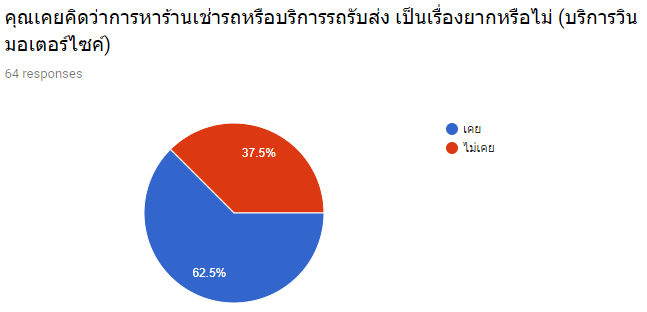 คุณเคยคิดว่าการหาร้านเช่ารถหรือบริการรถรับส่ง เป็นเรื่องยากหรือไม่ (บริการวิน
มอเตอร์ไซค์)
64 responses
เคย
ไม่เคย
37.5%
62.5%